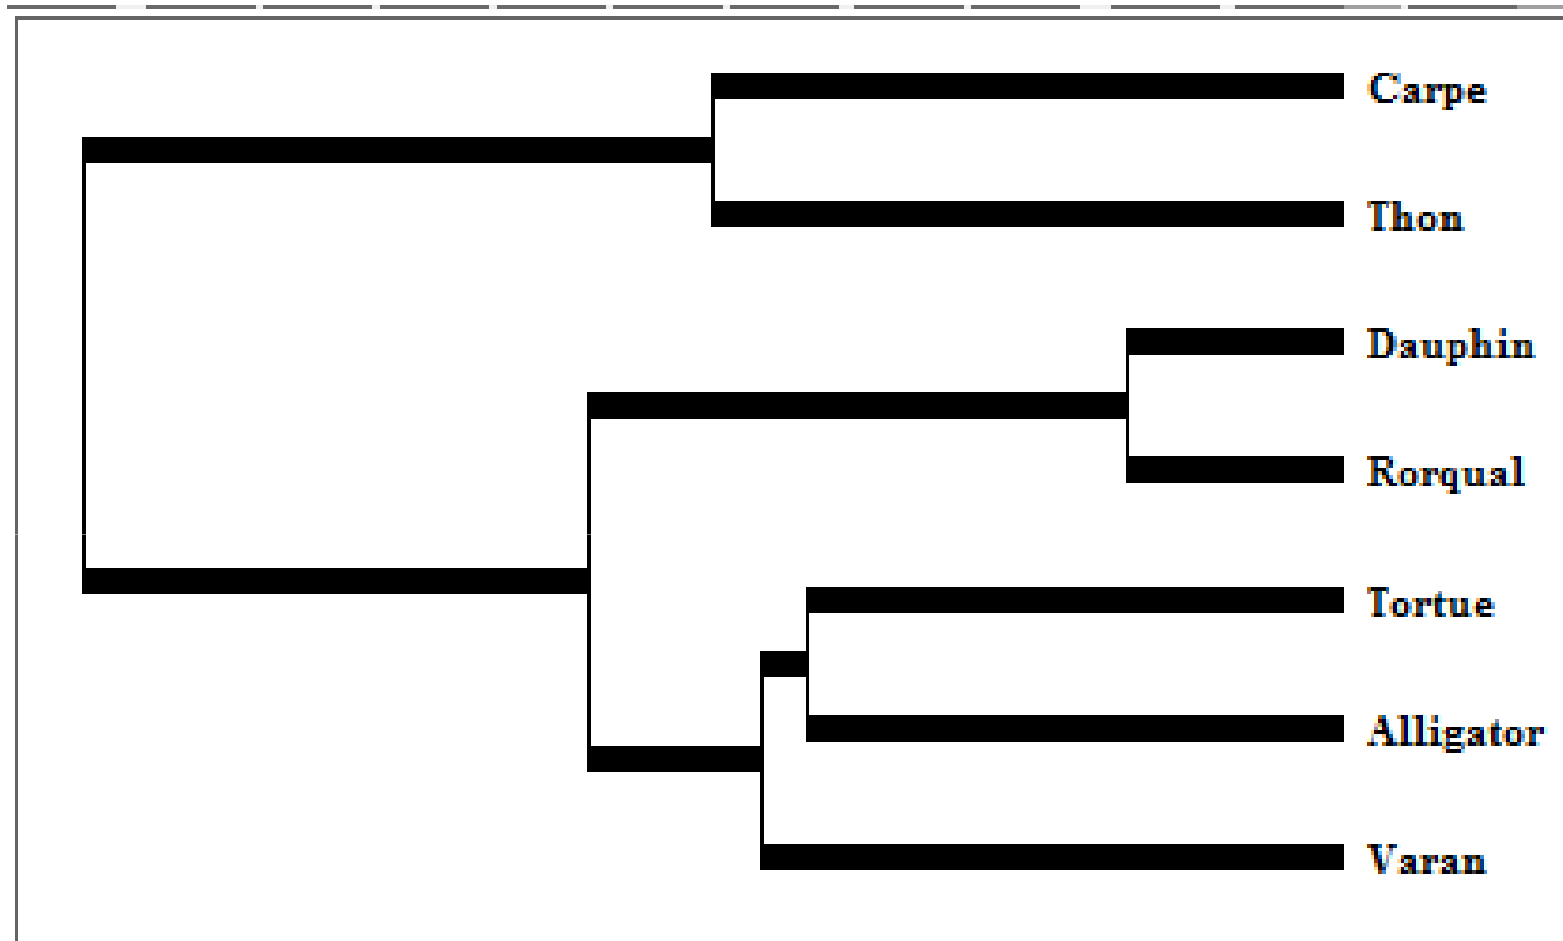 Carpe
Thon
Dauphin
Rorqual
Tortue
Alligator
Varan